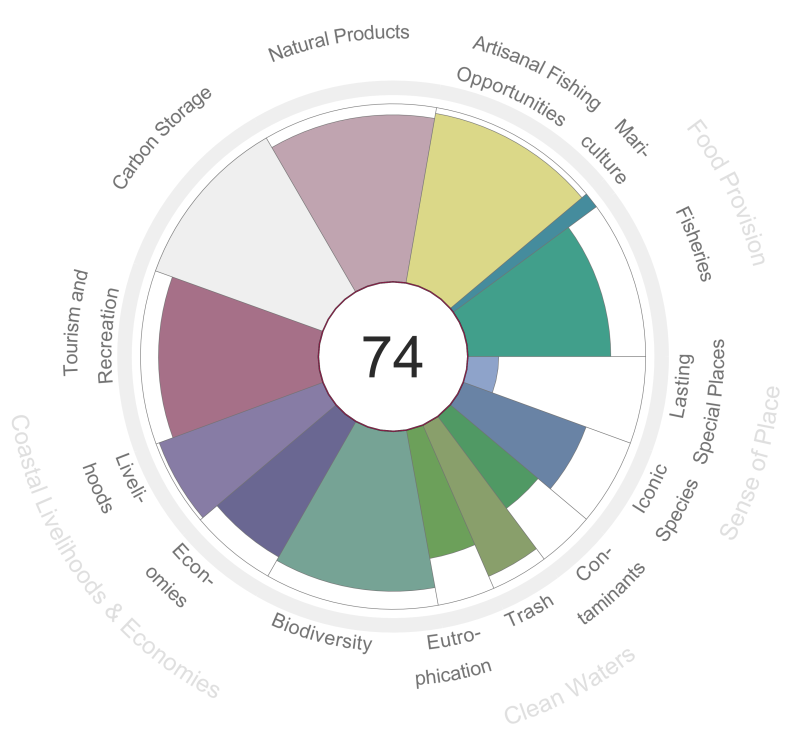 Natural Products
Artisanal Fishing
Opportunities
Mari-
culture
Food Provision
Fisheries
Lasting
Special Places
Sense of Place
Iconic
Species
Con-
taminants
Trash
Clean Waters
Eutro-
phication
Biodiversity
Econ-
omies
Coastal Livelihoods & Economies
Liveli-
hoods
Tourism and
Recreation
Carbon Storage
74